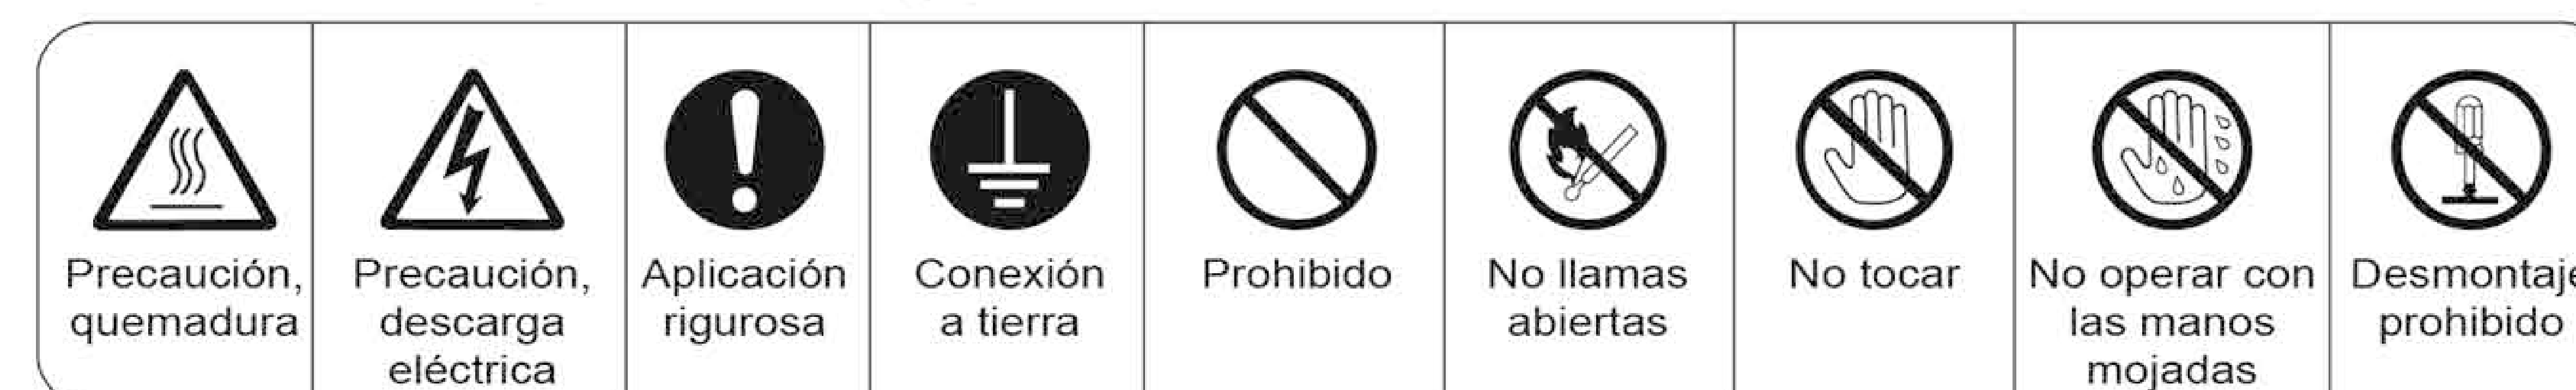 Precaución,
quemadura
Precaución,
descarga
eléctrica
Aplicación
rigurosa
Conexión
a tierra
Prohibido
No llamas
abiertas
No tocar
No operar con
las manos
mojadas
Desmontaje
prohibido